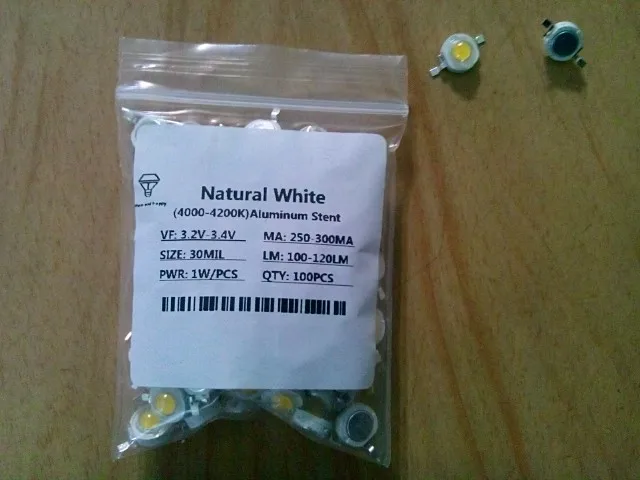 Natural White
(4000-4200K)Aluminum Stent
VF: 3.2V-3.4V MA: 250-300MA
SIZE: 30MIL LM: 100-120LM
PWR: 1W/PCS QTY: 100PCS